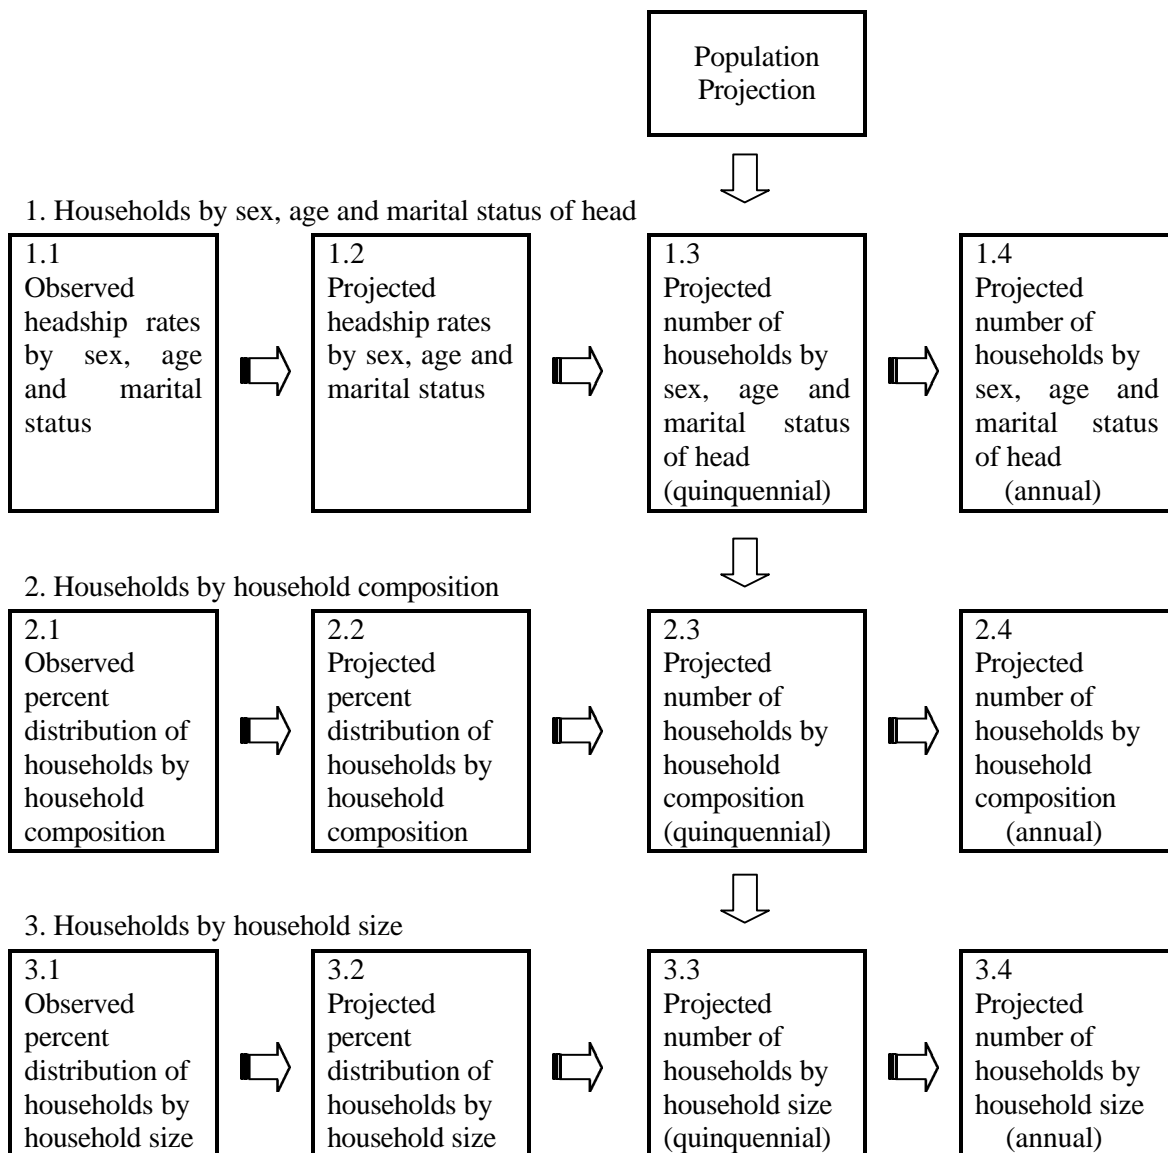 Population
Projection
1. Households by sex, age and marital status of head
1.1
Observed
headship rates
by sex, age
and marital
status
1.2
Projected
headship rates
by sex, age and
marital status
1.3
Projected
number of
households by
sex, age and
marital status
of head
(quinquennial)
1.4
Projected
number of
households by
sex, age and
marital status
of head
(annual)
2. Households by household composition
2.1
Observed
percent
distribution of
households by
household
composition
2.2
Projected
percent
distribution of
households by
household
composition
2.3
Projected
number of
households by
household
composition
(quinquennial)
2.4
Projected
number of
households by
household
composition
(annual)
3. Households by household size
3.1
Observed
percent
distribution of
households by
household size
3.2
Projected
percent
distribution of
households by
household size
3.3
Projected
number of
households by
household size
(quinquennial)
3.4
Projected
number of
households by
household size
(annual)